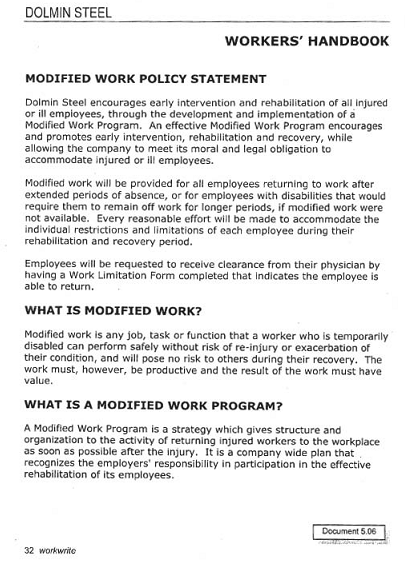 DOLMIN STEEL
WORKERS' HANDBOOK
MODIFIED WORK POLICY STATEMENT
Dolmin Steel encourages early intervention and rehabilitation of all injured
or ill employees, through the development and implementation of a
Modified Work Program. An effective Modified Work Program encourages
and promotes early intervention, rehabilitation and recovery, while
allowing the company to meet its moral and legal obligation to
accommodate injured or ill employees.
Modified work will be provided for all employees returning to work after
extended periods of absence, or for employees with disabilities that would
require them to remain off work for longer periods, if modified work were
not available. Every reasonable effort will be made to accommodate the
individual restrictions and limitations of each employee during their
rehabilitation and recovery period.
Employees will be requested to receive clearance from their physician by
having a Work Limitation Form completed that indicates the employee is
able to return.
WHAT IS MODIFIED WORK?
Modified work is any job, task or function that a worker who is temporarily
disabled can perform safely without risk of re-injury or exacerbation of
their condition, and will pose no risk to others during their recovery. The
work must, however, be productive and the result of the work must have
value.
WHAT IS A MODIFIED WORK PROGRAM?
A Modified Work Program is a strategy which gives structure and
organization to the activity of returning injured workers to the workplace
as soon as possible after the injury. It is a company wide plan that
recognizes the employers' responsibility in participation in the effective
rehabilitation of its employees.
Document 5.06
32 workwrite